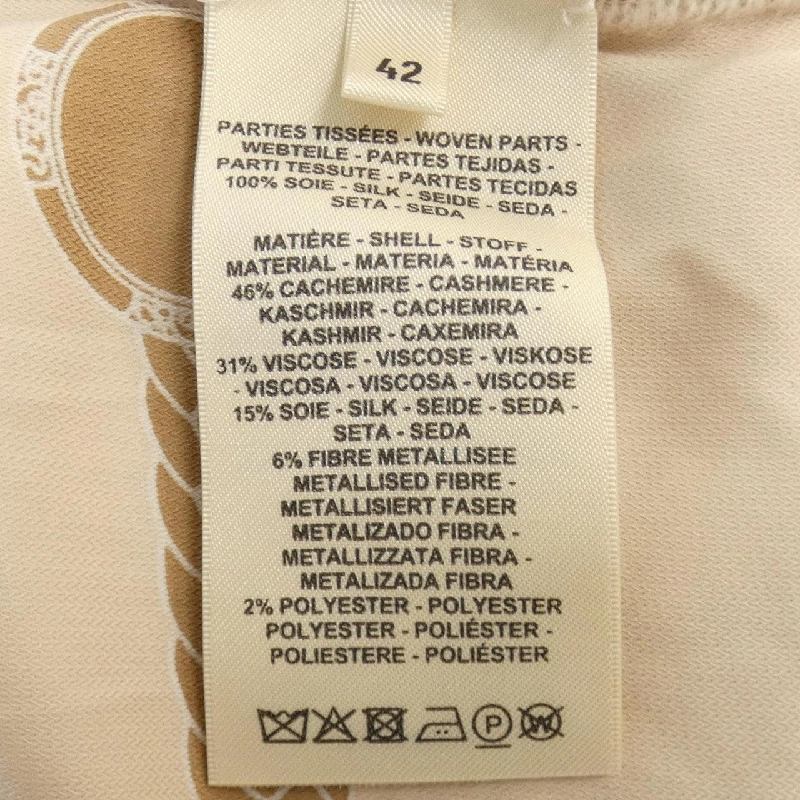 42
PARTIES TISSÉES - WOVEN PARTS -
WEBTEILE - PARTES TEJIDAS -
PARTI TESSUTE - PARTES TECIDAS
100% SOIE - SILK - SEIDE - SEDA -
SETA - SEDA
MATIÈRE - SHELL - STOFF -
MATERIAL - MATERIA - MATÉRIA
46% CACHEMIRE - CASHMERE -
KASCHMIR - CACHEMIRA -
KASHMIR - CAXEMIRA
31% VISCOSE - VISCOSE - VISKOSE
- VISCOSA - VISCOSA - VISCOSE
15% SOIE - SILK - SEIDE - SEDA -
SETA - SEDA
6% FIBRE METALLISEE
METALLISED FIBRE -
METALLISIERT FASER
METALIZADO FIBRA -
METALLIZZATA FIBRA -
METALIZADA FIBRA
2% POLYESTER - POLYESTER
POLYESTER - POLIÉSTER -
POLIESTERE - POLIÉSTER
P W